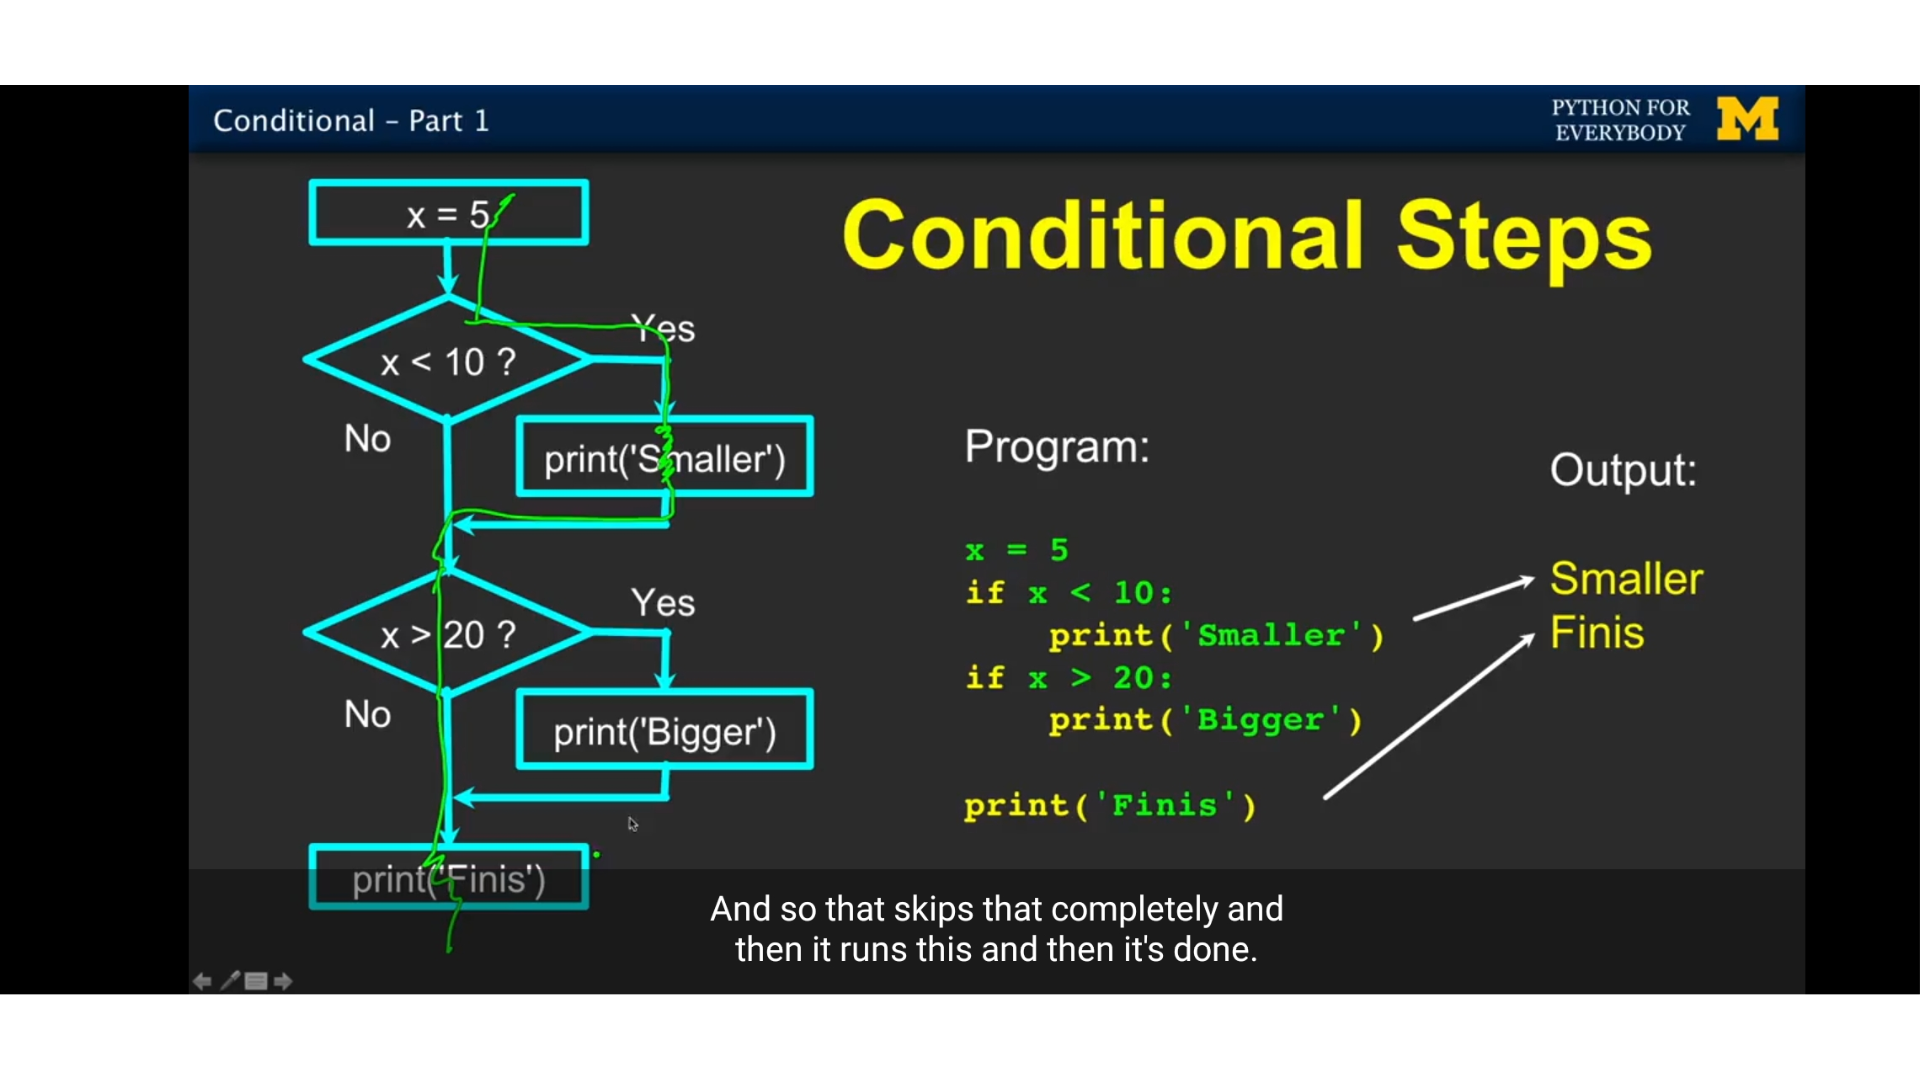 Conditional – Part 1
PYTHON FOR
EVERYBODY
M
Conditional Steps
x = 5
x < 10 ?
Yes
No
print('Smaller')
x > 20 ?
Yes
No
print('Bigger')
print('Finis')
Program:
x = 5
if x < 10:
    print('Smaller')
if x > 20:
    print('Bigger')
print('Finis')
Output:
Smaller
Finis
And so that skips that completely and
then it runs this and then it's done.